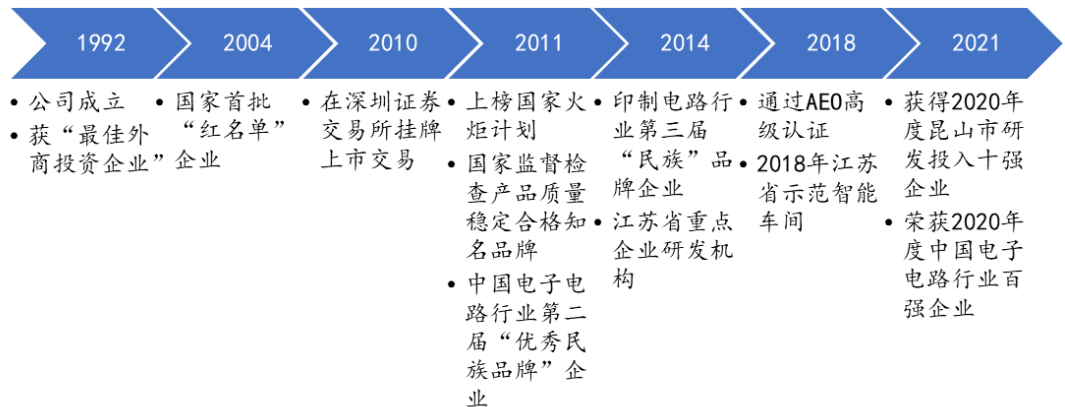 1992
2004
2010
2011
2014
2018
2021
• 公司成立
• 获“最佳外
商投资企业”
• 国家首批
“红名单”
企业
• 在深圳证券
交易所挂牌
上市交易
• 上榜国家火
炬计划
• 国家监督检
查产品质量
稳定合格知
名品牌
• 中国电子电
路行业第二
届“优秀民
族品牌”企
业
• 印制电路行
业第三届
“民族”品
牌企业
• 江苏省重点
企业研发机
构
• 通过AEO高
级认证
• 2018年江苏
省示范智能
车间
• 获得2020年
度昆山市研
发投入十强
企业
• 荣获2020年
度中国电子
电路行业百
强企业